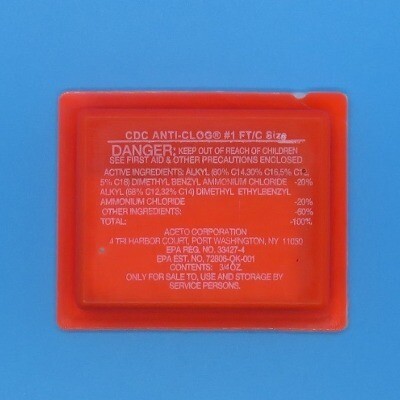 CDC ANTI-CLOG® #1 FT/C Size
DANGER: KEEP OUT OF REACH OF CHILDREN
SEE FIRST AID & OTHER PRECAUTIONS ENCLOSED
ACTIVE INGREDIENTS: ALKYL (60% C14,30% C16,5% C12,
5% C18) DIMETHYL BENZYL AMMONIUM CHLORIDE -20%
ALKYL (68% C12,32% C14) DIMETHYL ETHYLBENZYL
AMMONIUM CHLORIDE -20%
OTHER INGREDIENTS: -60%
TOTAL: -100%
ACETO CORPORATION
4 TRI HARBOR COURT, PORT WASHINGTON, NY 11050
EPA REG. NO. 33427-4
EPA EST. NO. 72806-OK-001
CONTENTS: 3/4 OZ.
ONLY FOR SALE TO, USE AND STORAGE BY
SERVICE PERSONS.